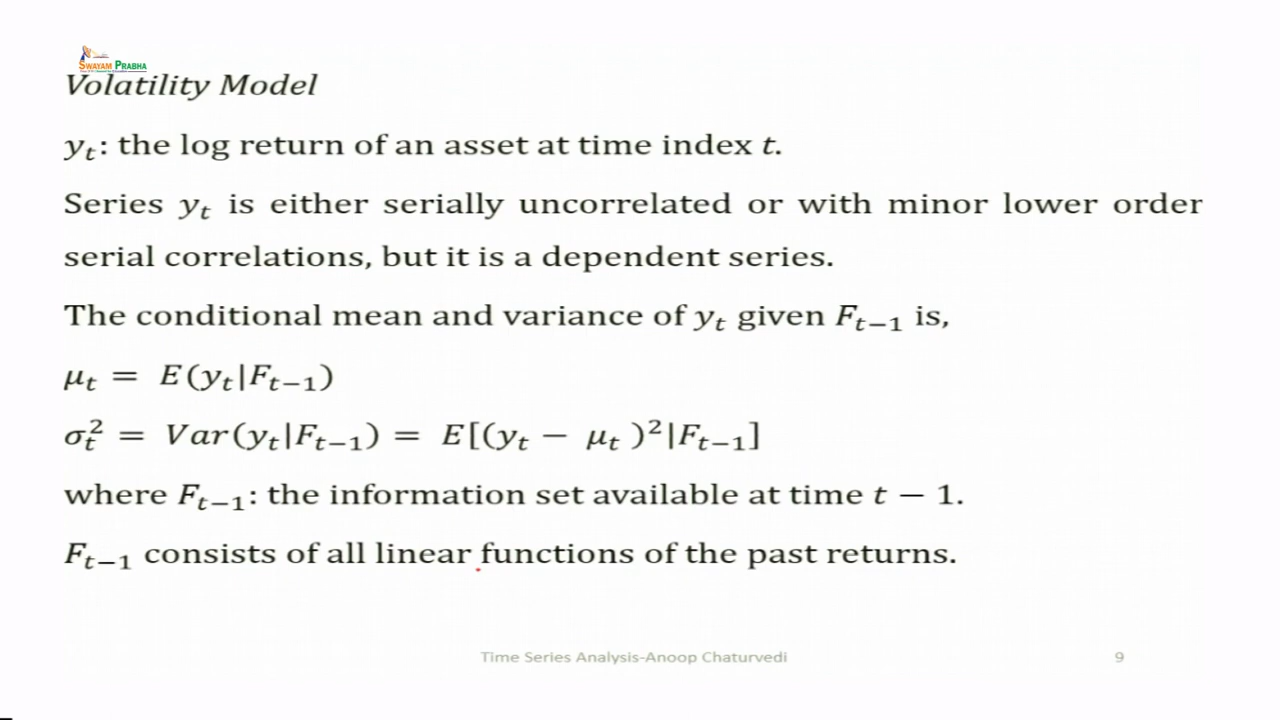 SWAYAM PRABHA
Volatility Model
yₜ: the log return of an asset at time index t.
Series yₜ is either serially uncorrelated or with minor lower order
serial correlations, but it is a dependent series.
The conditional mean and variance of yₜ given Fₜ₋₁ is,
μₜ = E(yₜ|Fₜ₋₁)
σₜ² = Var(yₜ|Fₜ₋₁) = E[(yₜ − μₜ )²|Fₜ₋₁]
where Fₜ₋₁: the information set available at time t − 1.
Fₜ₋₁ consists of all linear functions of the past returns.
Time Series Analysis-Anoop Chaturvedi 9